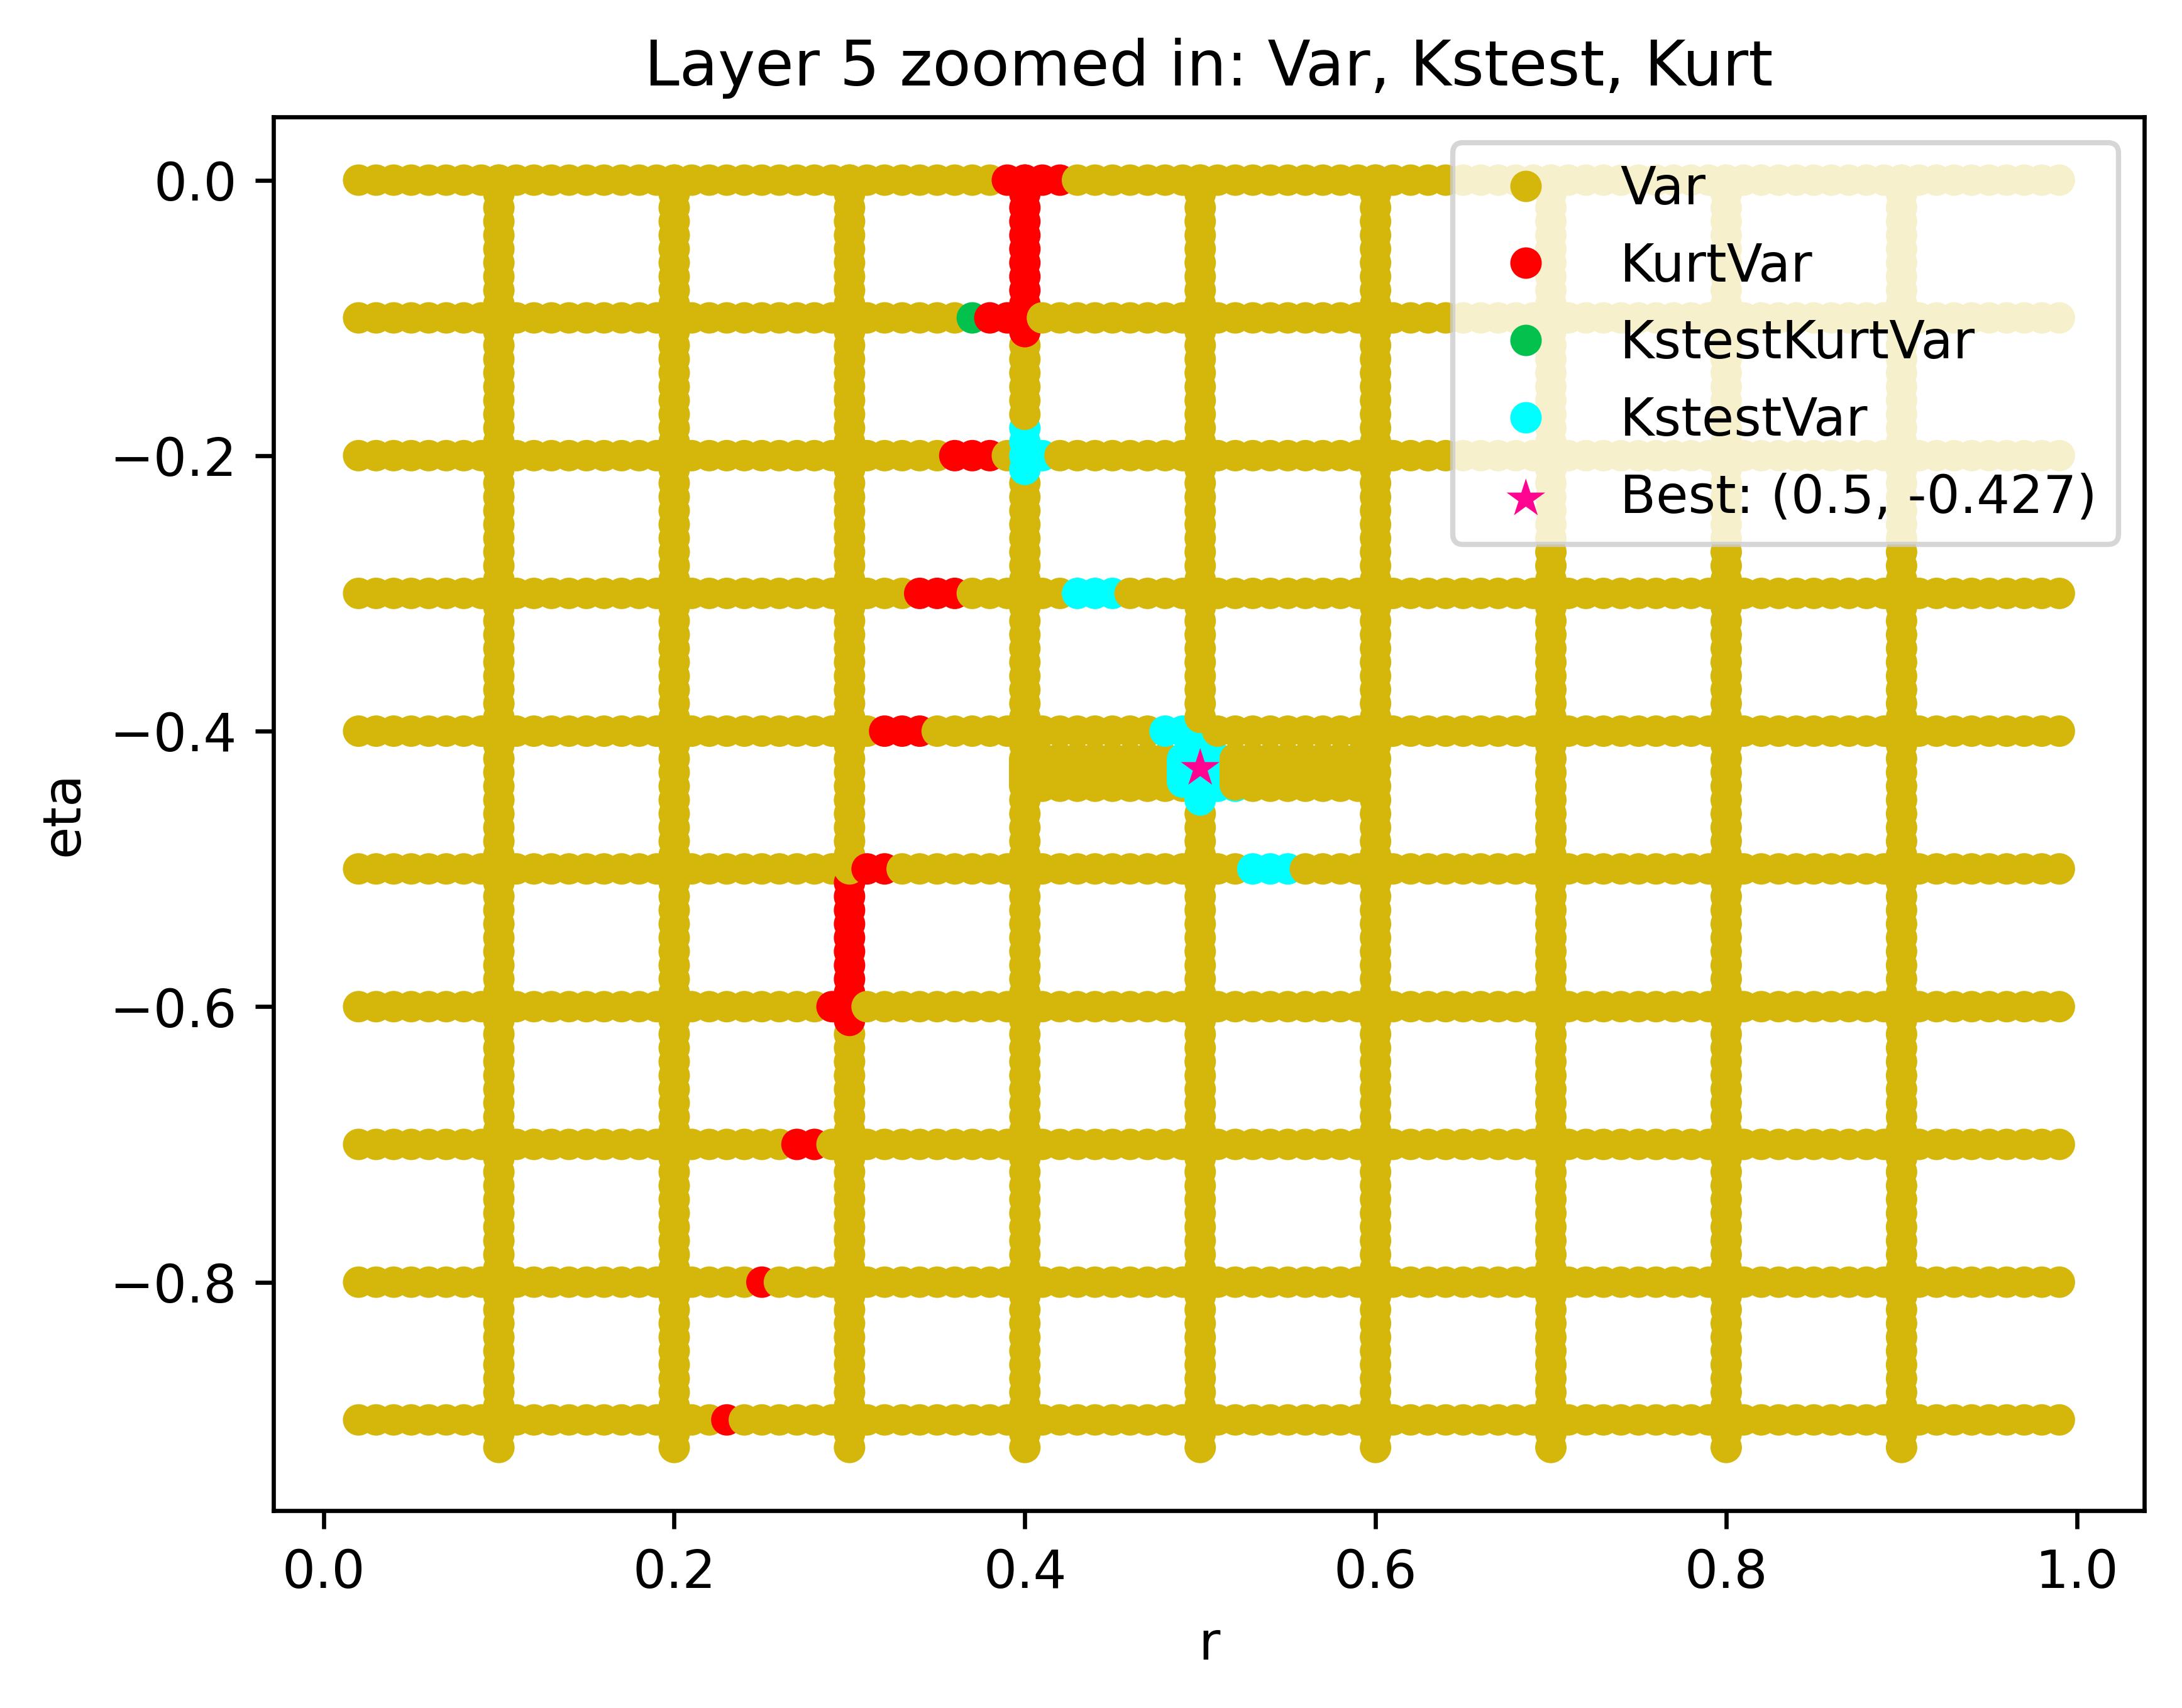 Layer 5 zoomed in: Var, Kstest, Kurt
Var
KurtVar
KstestKurtVar
KstestVar
Best: (0.5, -0.427)
0.0
−0.2
−0.4
−0.6
−0.8
eta
0.0
0.2
0.4
0.6
0.8
1.0
r